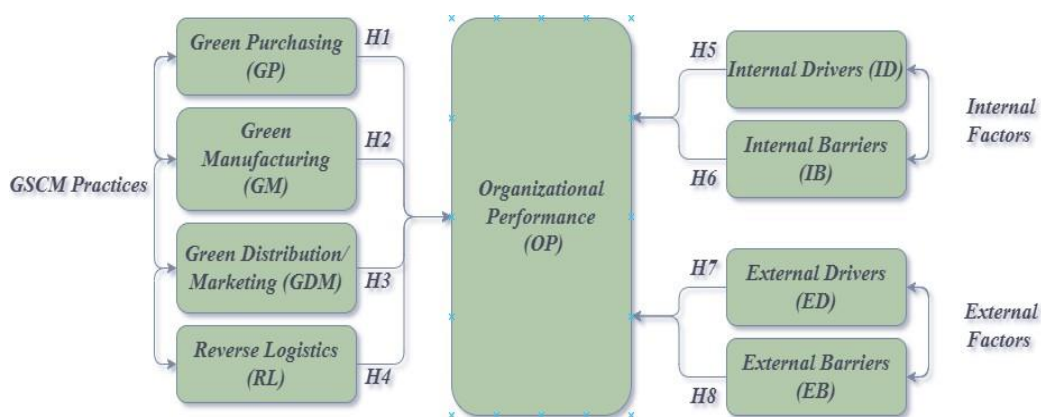 GSCM Practices
Green Purchasing
(GP)
H1
Green
Manufacturing
(GM)
H2
Green Distribution/
Marketing (GDM)
H3
Reverse Logistics
(RL)
H4
Organizational
Performance
(OP)
H5
Internal Drivers (ID)
Internal Barriers
(IB)
H6
Internal
Factors
H7
External Drivers
(ED)
External Barriers
(EB)
H8
External
Factors